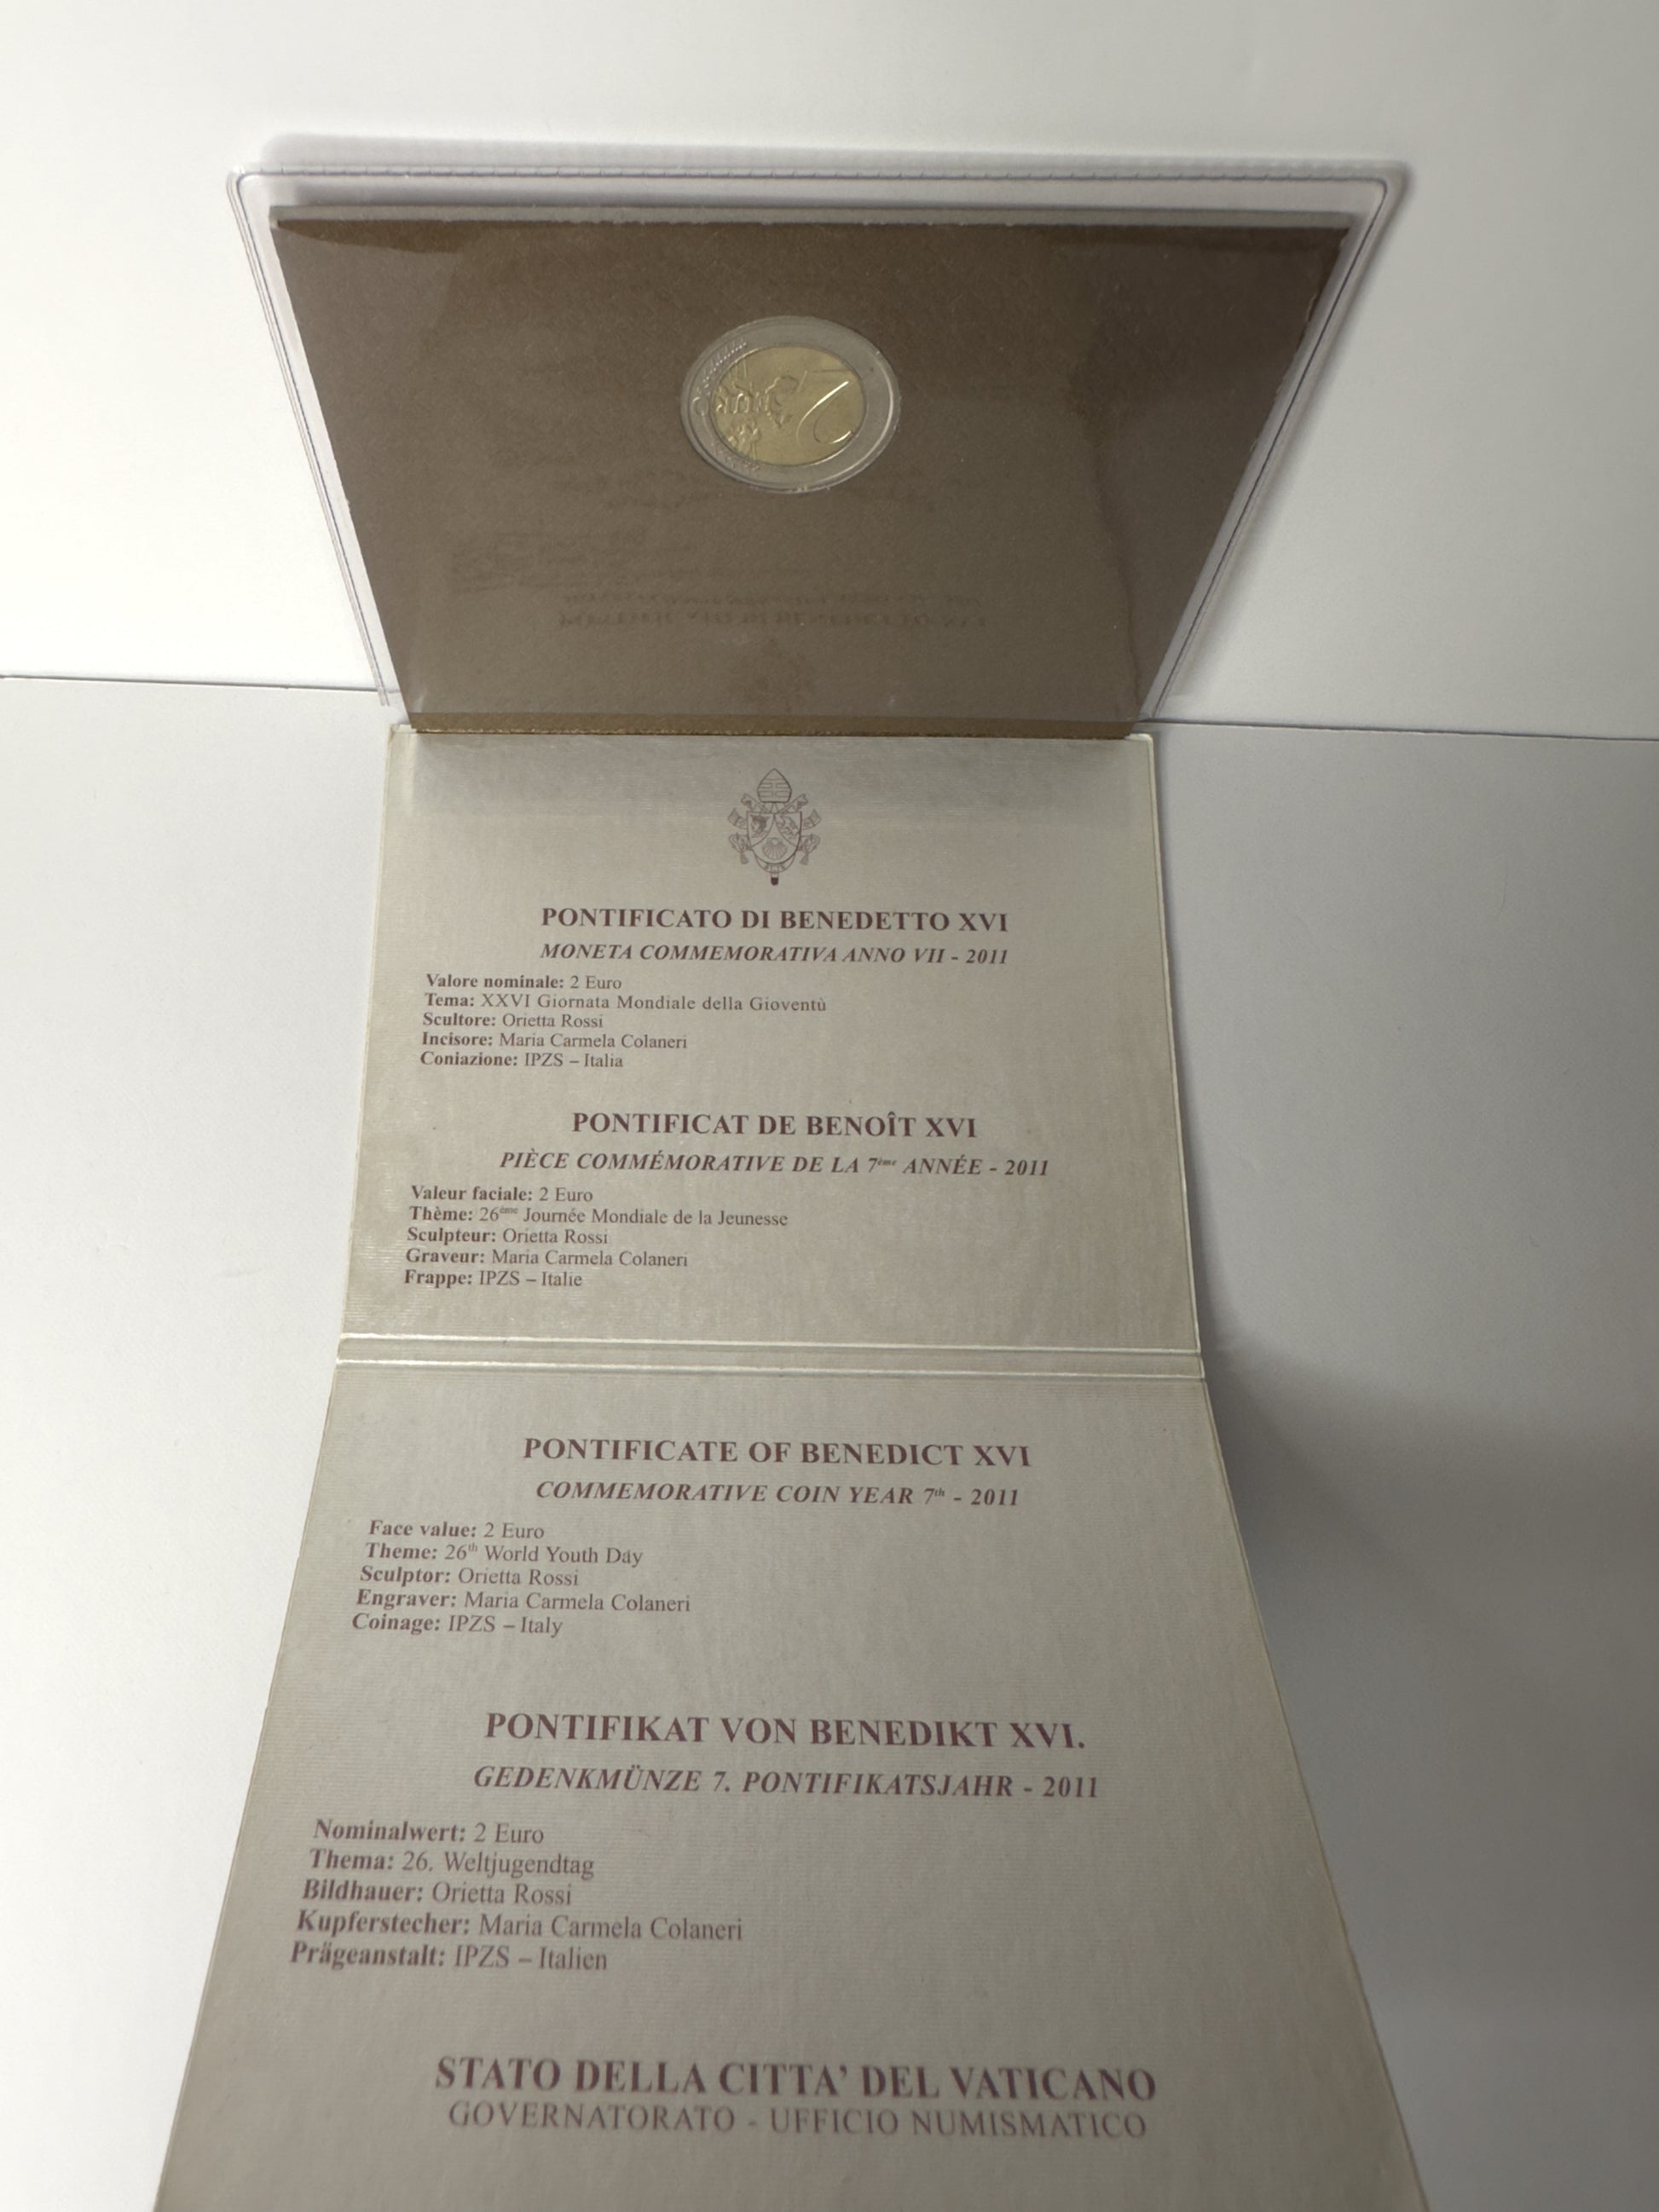 2
PONTIFICATO DI BENEDETTO XVI
MONETA COMMEMORATIVA ANNO VII - 2011
Valore nominale: 2 Euro
Tema: XXVI Giornata Mondiale della Gioventù
Scultore: Orietta Rossi
Incisore: Maria Carmela Colaneri
Coniazione: IPZS – Italia
PONTIFICAT DE BENOÎT XVI
PIÈCE COMMÉMORATIVE DE LA 7ème ANNÉE - 2011
Valeur faciale: 2 Euro
Thème: 26ème Journée Mondiale de la Jeunesse
Sculpteur: Orietta Rossi
Graveur: Maria Carmela Colaneri
Frappe: IPZS – Italie
PONTIFICATE OF BENEDICT XVI
COMMEMORATIVE COIN YEAR 7th - 2011
Face value: 2 Euro
Theme: 26th World Youth Day
Sculptor: Orietta Rossi
Engraver: Maria Carmela Colaneri
Coinage: IPZS – Italy
PONTIFIKAT VON BENEDIKT XVI.
GEDENKMÜNZE 7. PONTIFIKATSJAHR - 2011
Nominalwert: 2 Euro
Thema: 26. Weltjugendtag
Bildhauer: Orietta Rossi
Kupferstecher: Maria Carmela Colaneri
Prägeanstalt: IPZS – Italien
STATO DELLA CITTA' DEL VATICANO
GOVERNATORATO - UFFICIO NUMISMATICO